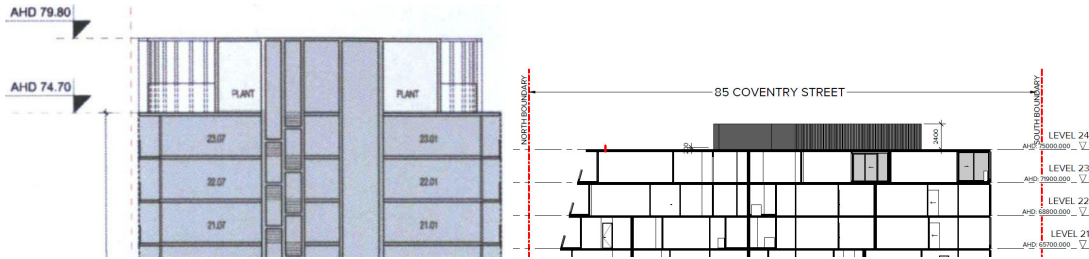 AHD 79.80
AHD 74.70
PLANT
PLANT
23.07
23.01
22.07
22.01
21.07
21.01
NORTH BOUNDARY
85 COVENTRY STREET
SOUTH BOUNDARY
2400
LEVEL 24
AHD: 75000.000
LEVEL 23
AHD: 71900.000
LEVEL 22
AHD: 68800.000
LEVEL 21
AHD: 65700.000